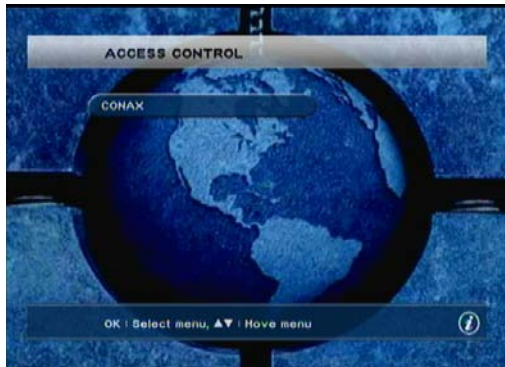 ACCESS CONTROL
CONAX
OK : Select menu, ▲▼ : Move menu
i